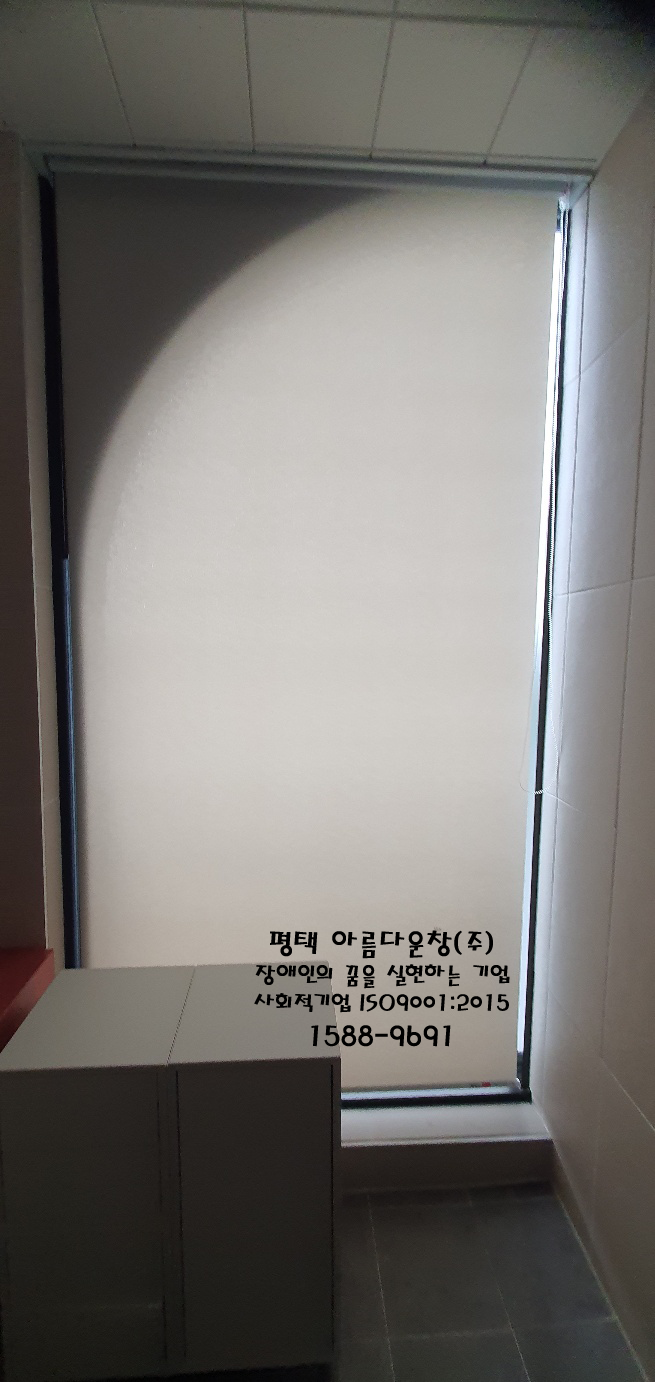 평택 아름다운창(주)
장애인의 꿈을 실현하는 기업
사회적기업 ISO9001:2015
1588-9691